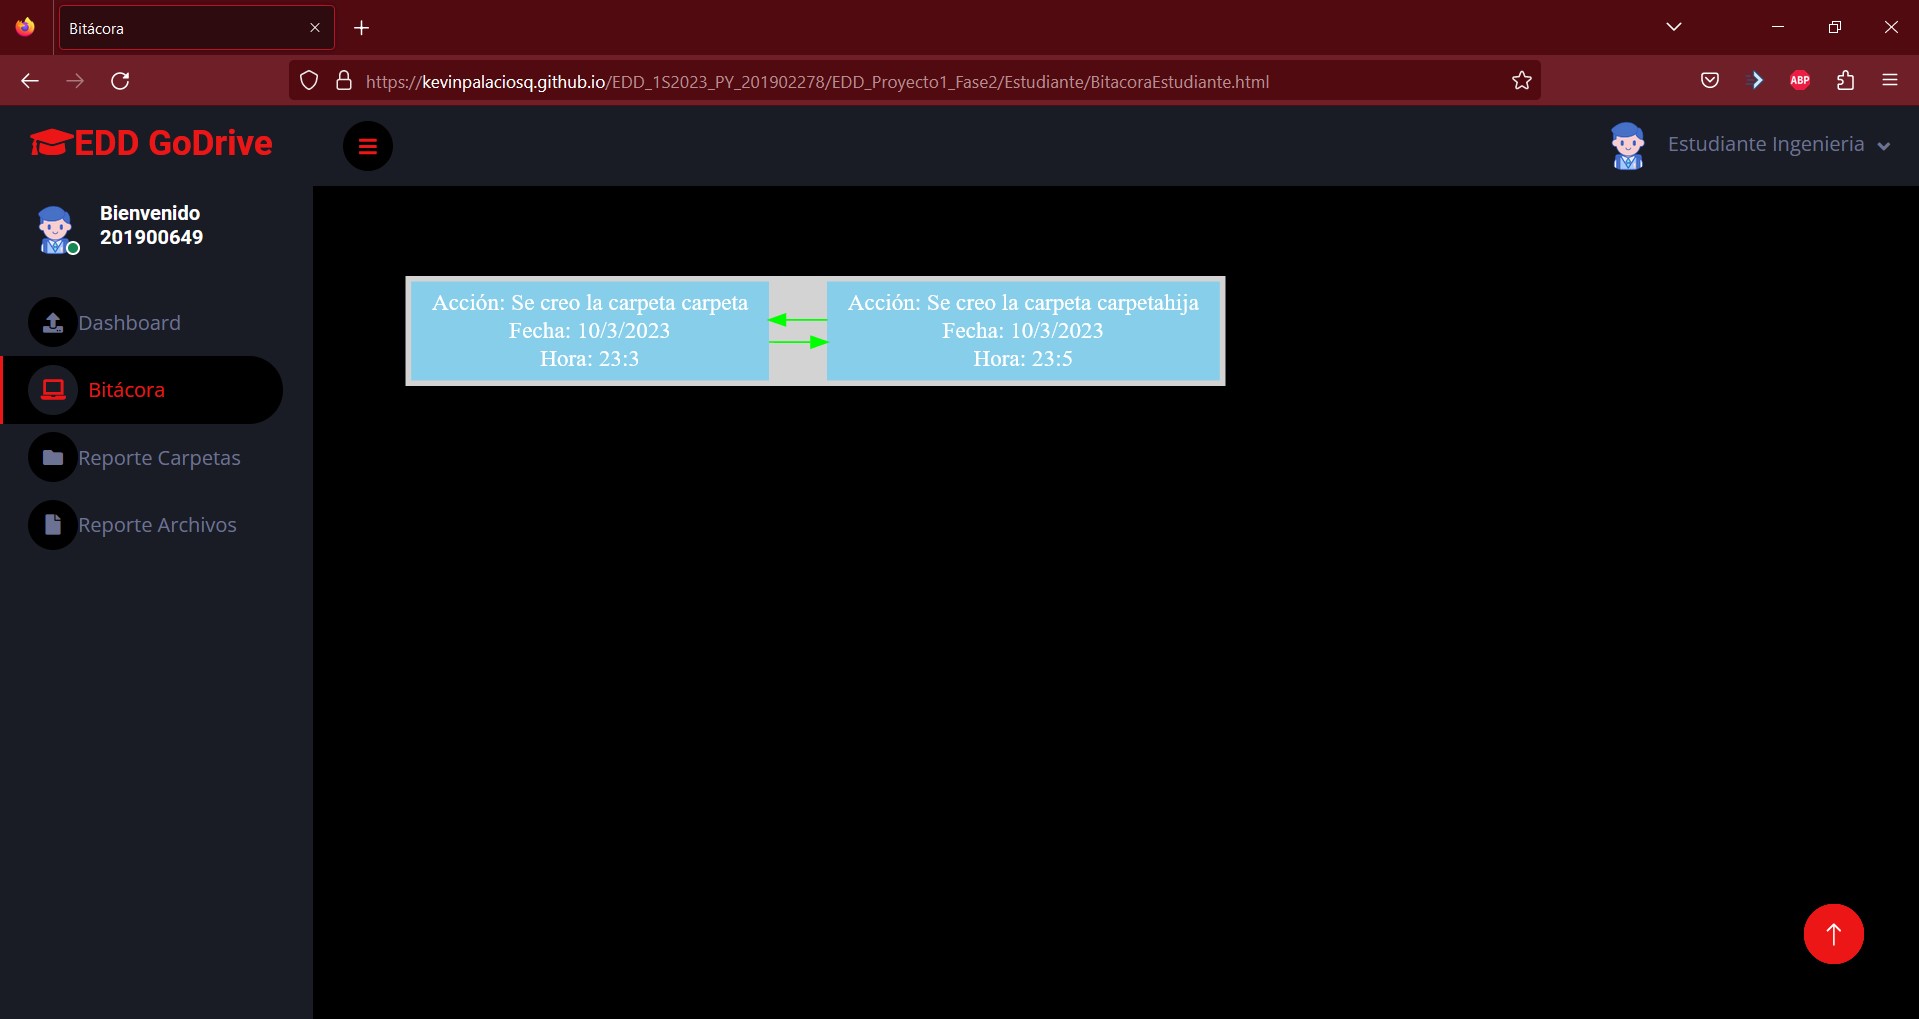 Bitácora
https://kevinpalaciosq.github.io/EDD_1S2023_PY_201902278/EDD_Proyecto1_Fase2/Estudiante/BitacoraEstudiante.html
ABP
EDD GoDrive
Estudiante Ingenieria
Bienvenido
201900649
Dashboard
Bitácora
Reporte Carpetas
Reporte Archivos
Acción: Se creo la carpeta carpeta
Fecha: 10/3/2023
Hora: 23:3
Acción: Se creo la carpeta carpetahija
Fecha: 10/3/2023
Hora: 23:5